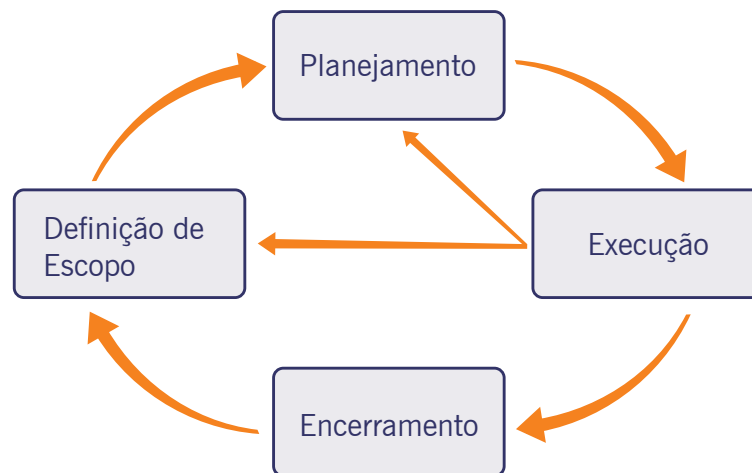 Planejamento
Definição de
Escopo
Execução
Encerramento